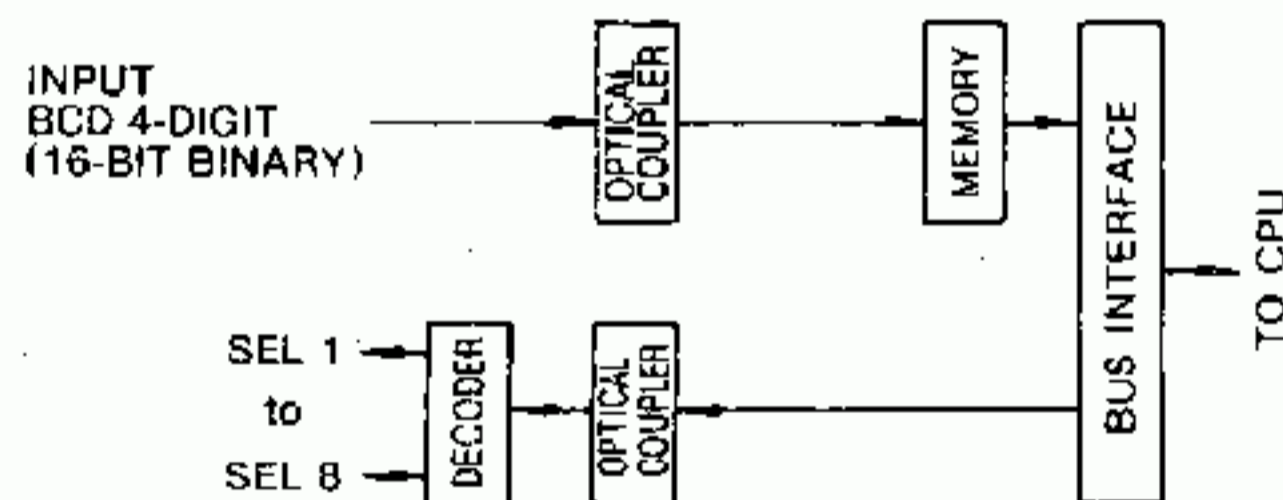 INPUT
BCD 4-DIGIT
(16-BIT BINARY)
OPTICAL
COUPLER
MEMORY
BUS INTERFACE
TO CPU
SEL 1
to
SEL 8
DECODER
OPTICAL
COUPLER